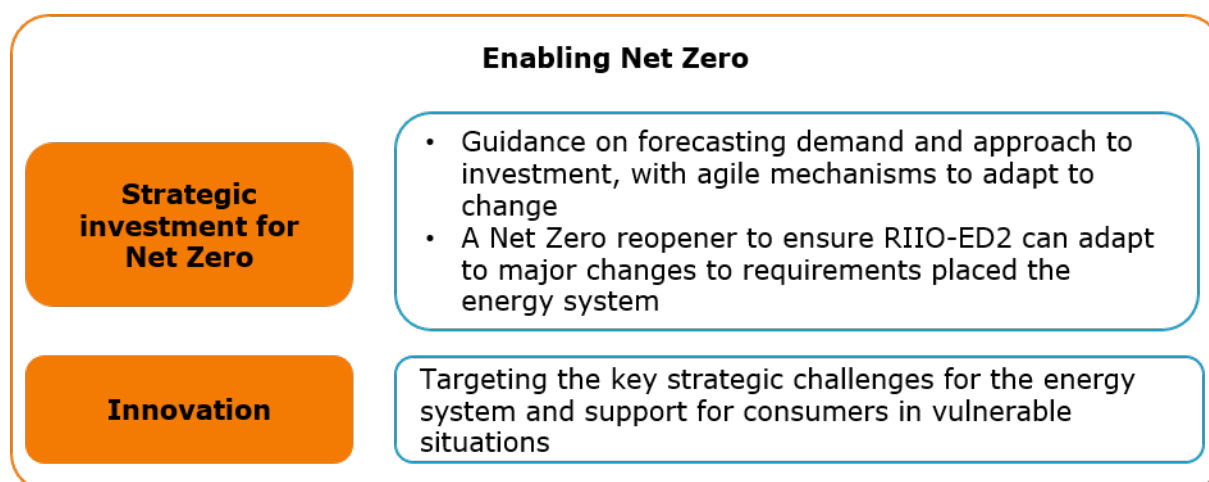 Enabling Net Zero
Strategic
investment for
Net Zero
• Guidance on forecasting demand and approach to
investment, with agile mechanisms to adapt to
change
• A Net Zero reopener to ensure RIIO-ED2 can adapt
to major changes to requirements placed the
energy system
Innovation
Targeting the key strategic challenges for the energy
system and support for consumers in vulnerable
situations